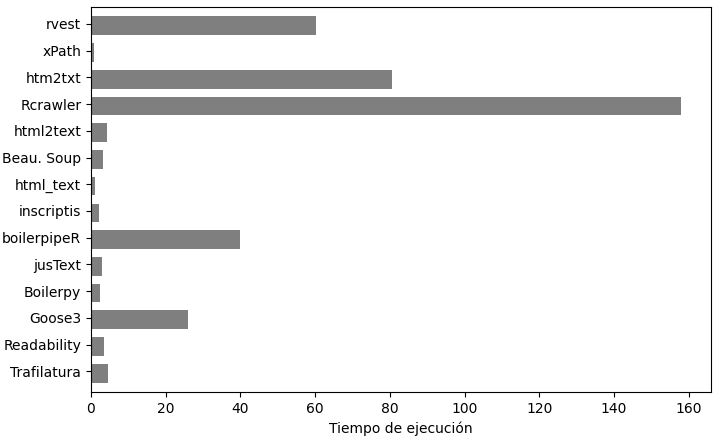 rvest
xPath
htm2txt
Rcrawler
html2text
Beau. Soup
html_text
inscriptis
boilerpipeR
jusText
Boilerpy
Goose3
Readability
Trafilatura
0 20 40 60 80 100 120 140 160
Tiempo de ejecución